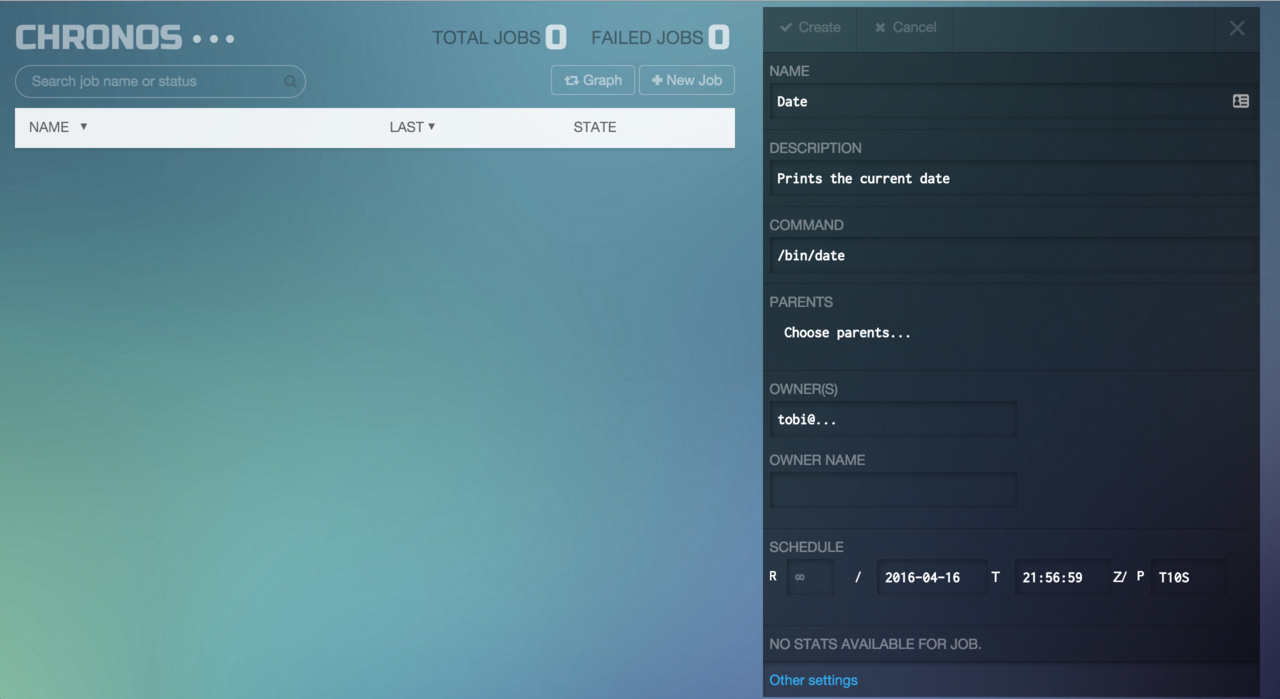 CHRONOS
TOTAL JOBS 0 FAILED JOBS 0
Search job name or status
Graph New Job
NAME LAST STATE
Create Cancel
NAME
Date
DESCRIPTION
Prints the current date
COMMAND
/bin/date
PARENTS
Choose parents...
OWNER(S)
tobi@...
OWNER NAME
SCHEDULE
R ∞ / 2016-04-16 T 21:56:59 Z/ P T10S
NO STATS AVAILABLE FOR JOB.
Other settings